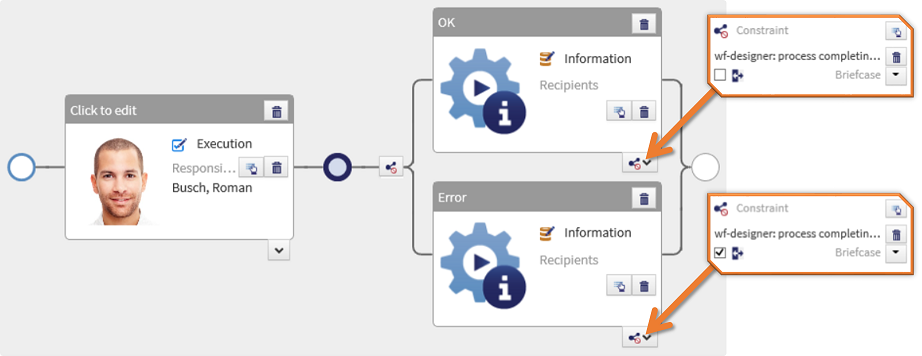 Click to edit
Execution
Responsi...
Busch, Roman
OK
Information
Recipients
Error
Information
Recipients
Constraint
wf-designer: process completin...
Briefcase
Constraint
wf-designer: process completin...
Briefcase